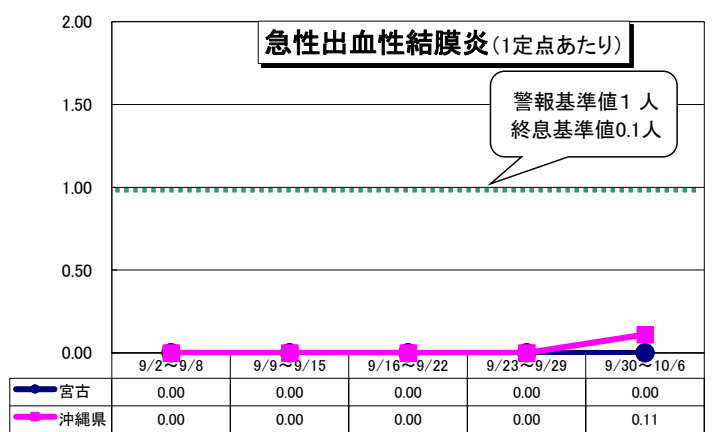 急性出血性結膜炎(1定点あたり)
警報基準値1 人
終息基準値0.1人
2.00
1.50
1.00
0.50
0.00
9/2～9/8 9/9～9/15 9/16～9/22 9/23～9/29 9/30～10/6
宮古 0.00 0.00 0.00 0.00 0.00
沖縄県 0.00 0.00 0.00 0.00 0.11